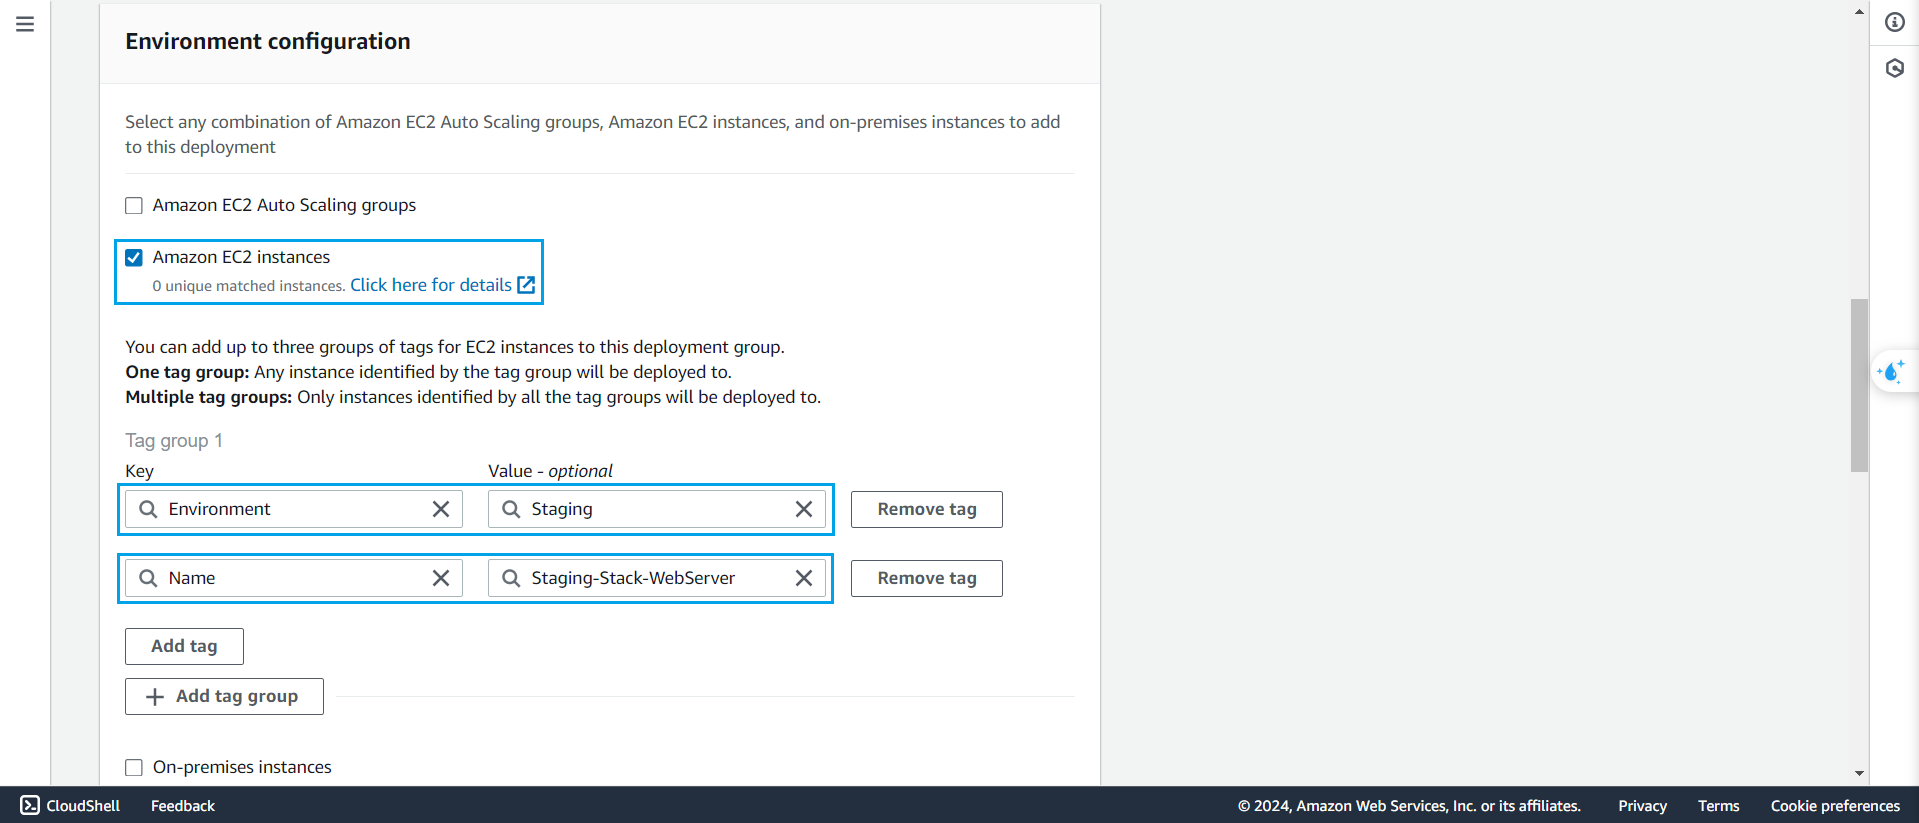 Environment configuration
Select any combination of Amazon EC2 Auto Scaling groups, Amazon EC2 instances, and on-premises instances to add
to this deployment
Amazon EC2 Auto Scaling groups
Amazon EC2 instances
0 unique matched instances. Click here for details
You can add up to three groups of tags for EC2 instances to this deployment group.
One tag group: Any instance identified by the tag group will be deployed to.
Multiple tag groups: Only instances identified by all the tag groups will be deployed to.
Tag group 1
Key Value - optional
Environment Staging Remove tag
Name Staging-Stack-WebServer Remove tag
Add tag
Add tag group
On-premises instances
CloudShell Feedback © 2024, Amazon Web Services, Inc. or its affiliates. Privacy Terms Cookie preferences